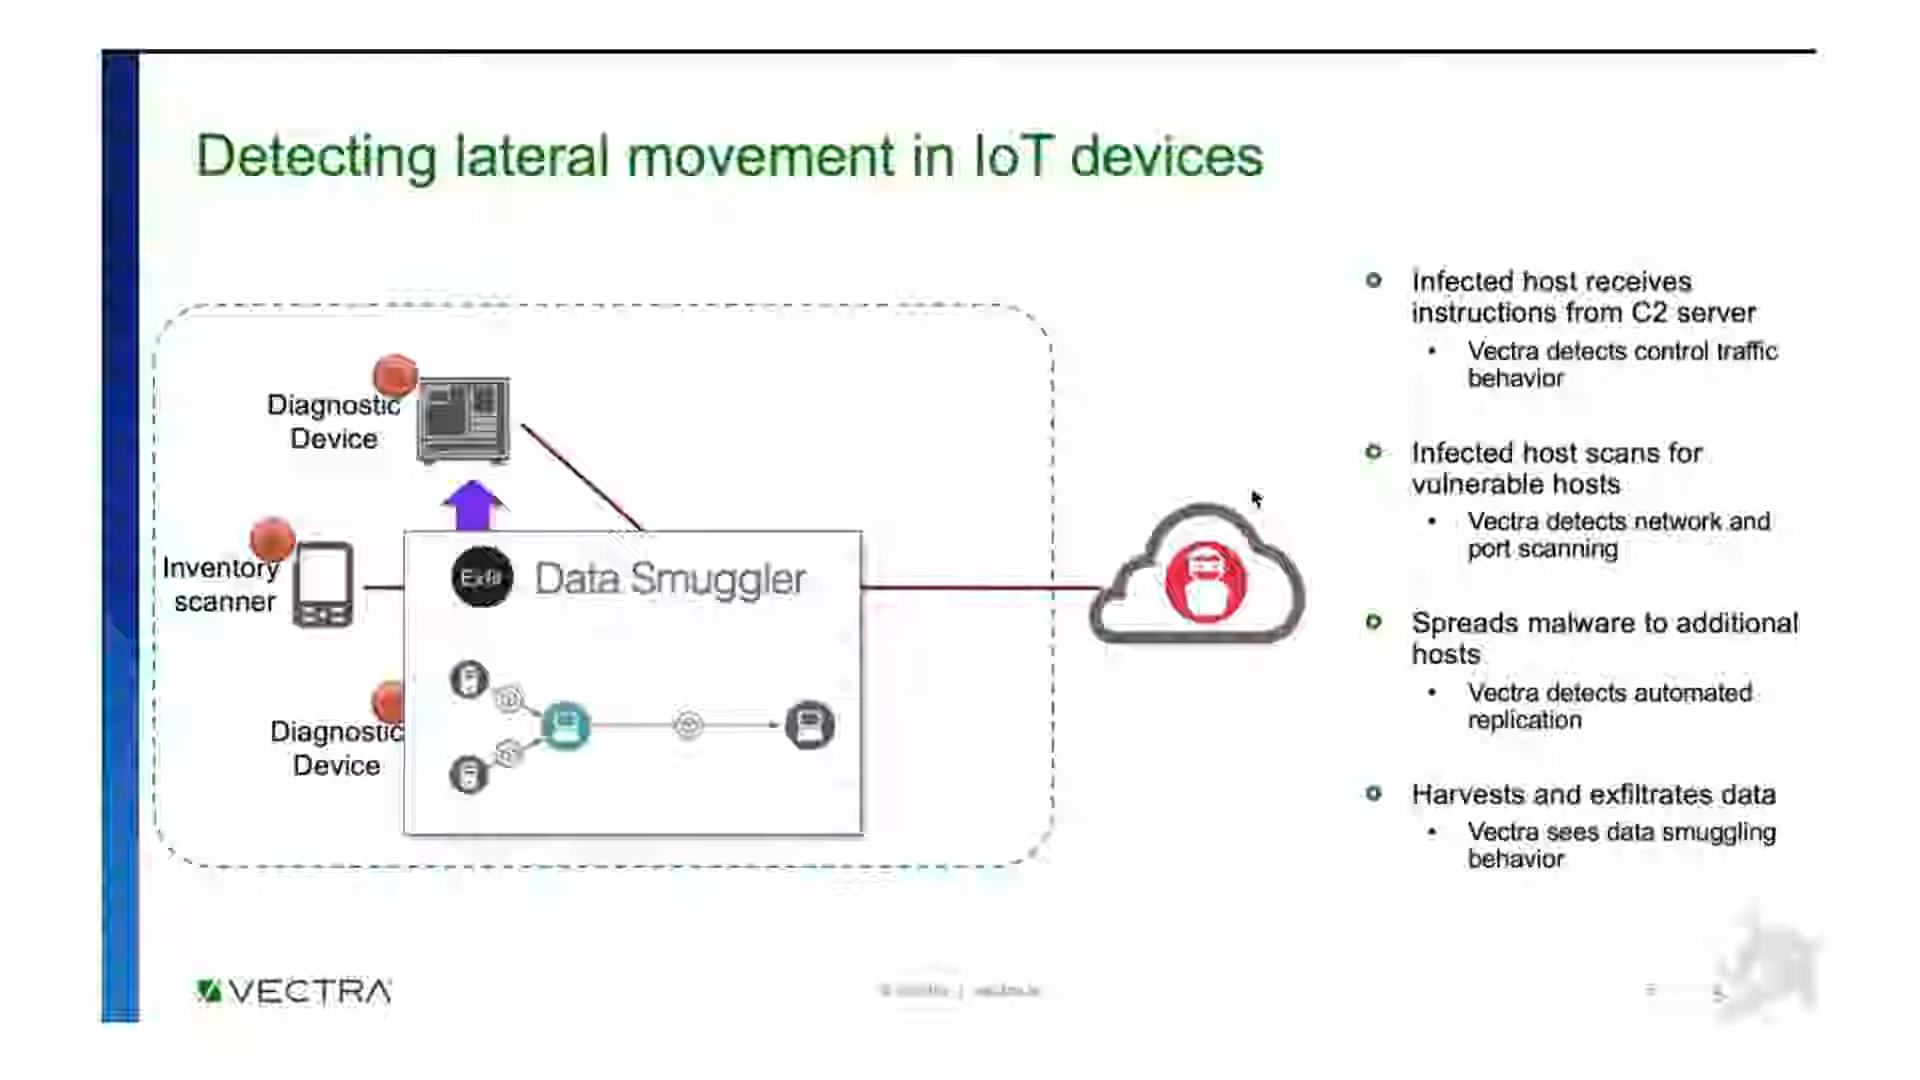 Detecting lateral movement in IoT devices
Diagnostic
Device
Inventory
scanner
Diagnostic
Device
Exfil
Data Smuggler
Infected host receives
instructions from C2 server
Vectra detects control traffic
behavior
Infected host scans for
vulnerable hosts
Vectra detects network and
port scanning
Spreads malware to additional
hosts
Vectra detects automated
replication
Harvests and exfiltrates data
Vectra sees data smuggling
behavior
VECTRA